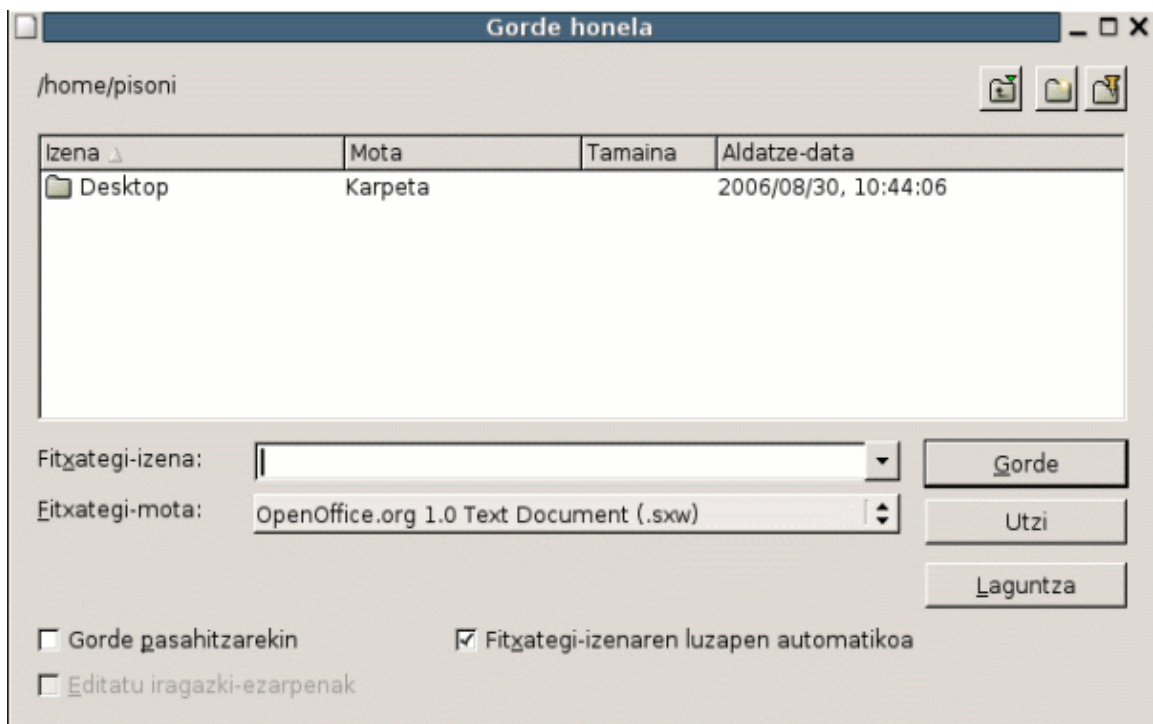 Gorde honela
/home/pisoni
Izena Mota Tamaina Aldatze-data
Desktop Karpeta 2006/08/30, 10:44:06
Fitxategi-izena: Gorde
Fitxategi-mota: OpenOffice.org 1.0 Text Document (.sxw) Utzi
Laguntza
Gorde pasahitzarekin Fitxategi-izenaren luzapen automatikoa
Editatu iragazki-ezarpenak